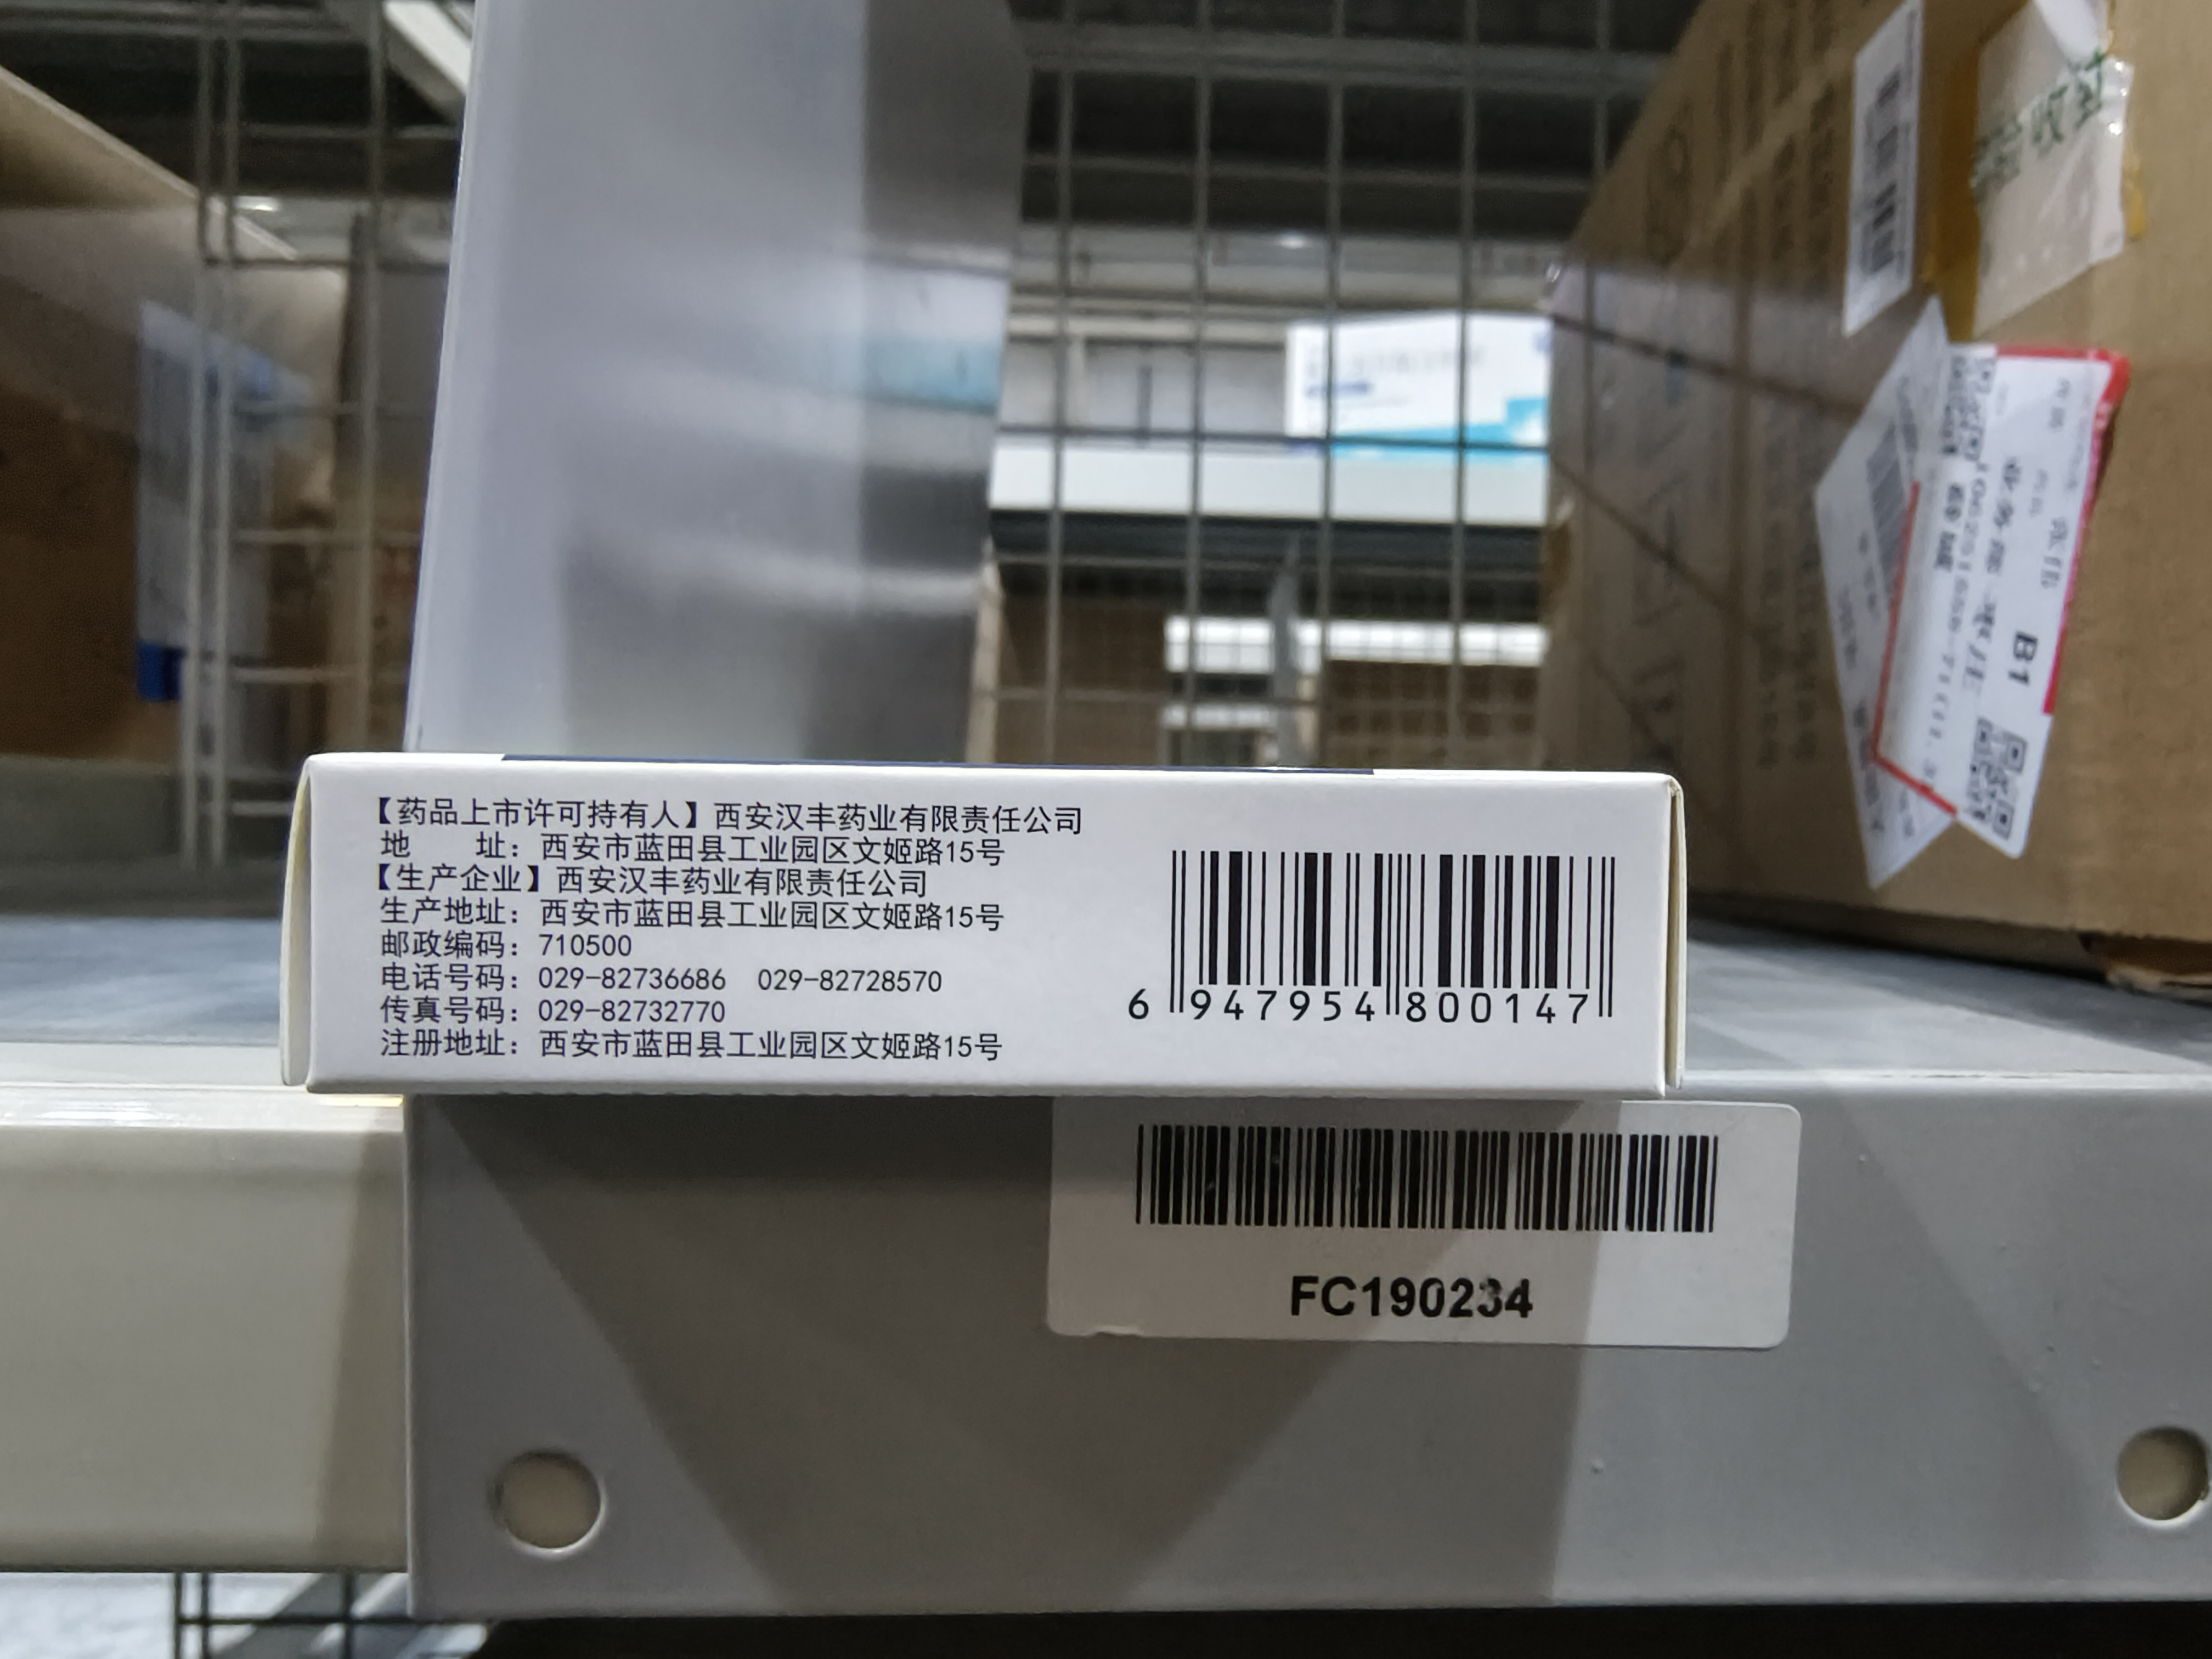 【药品上市许可持有人】西安汉丰药业有限责任公司
地　　址：西安市蓝田县工业园区文姬路15号
【生产企业】西安汉丰药业有限责任公司
生产地址：西安市蓝田县工业园区文姬路15号
邮政编码：710500
电话号码：029-82736686　029-82728570
传真号码：029-82732770
注册地址：西安市蓝田县工业园区文姬路15号
6 947954 800147
FC190234
B1